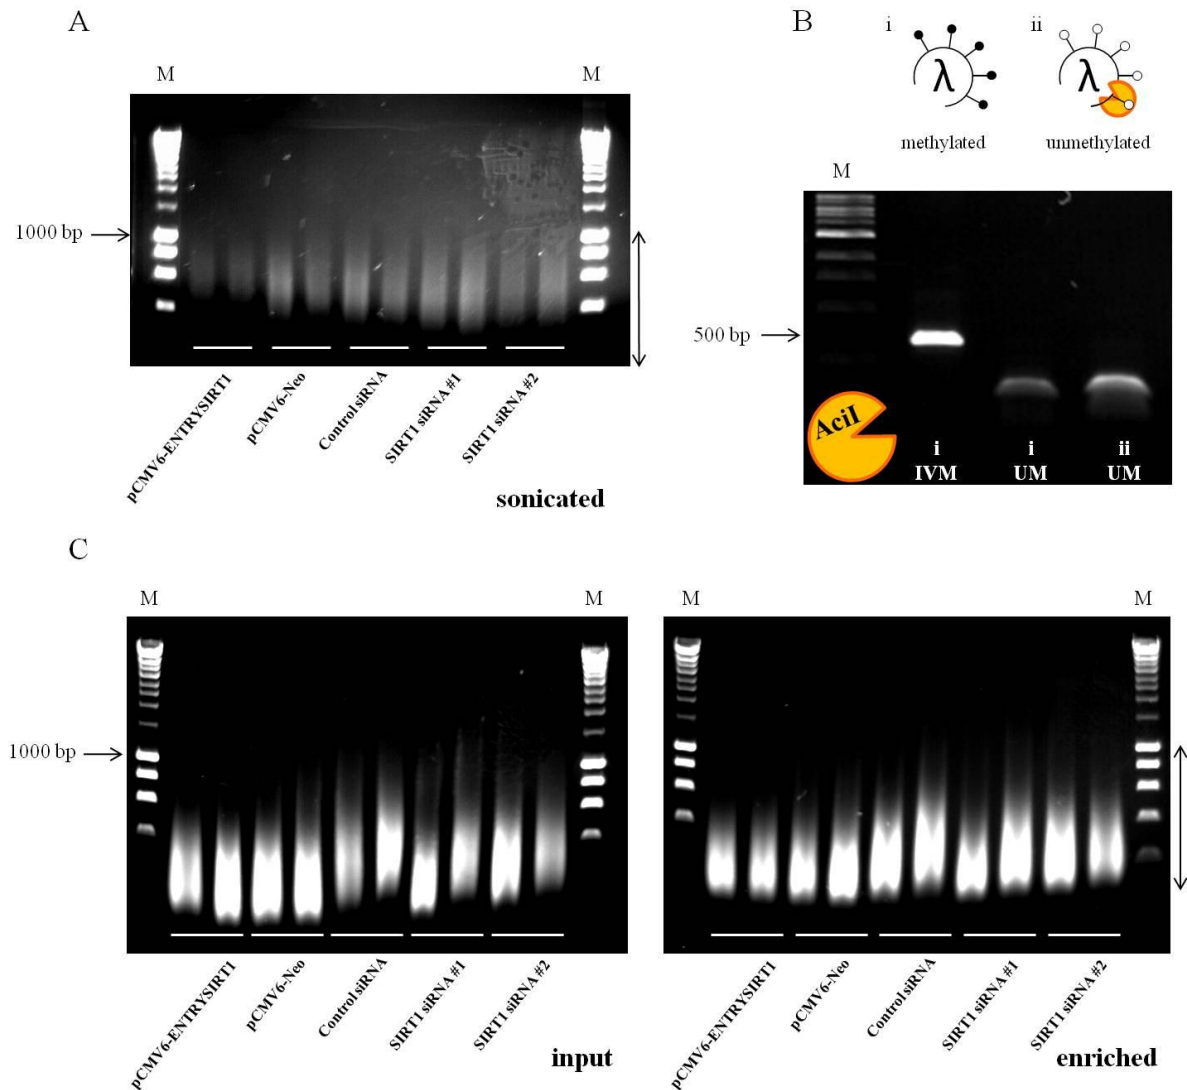 A
M
M
1000 bp
pCMV6-ENTRYSIRT1
pCMV6-Neo
Control siRNA
SIRT1 siRNA #1
SIRT1 siRNA #2
sonicated
B
i
ii
λ
λ
methylated
unmethylated
M
500 bp
AciI
i
IVM
i
UM
ii
UM
C
M
M
1000 bp
pCMV6-ENTRYSIRT1
pCMV6-Neo
Control siRNA
SIRT1 siRNA #1
SIRT1 siRNA #2
input
M
M
pCMV6-ENTRYSIRT1
pCMV6-Neo
Control siRNA
SIRT1 siRNA #1
SIRT1 siRNA #2
enriched